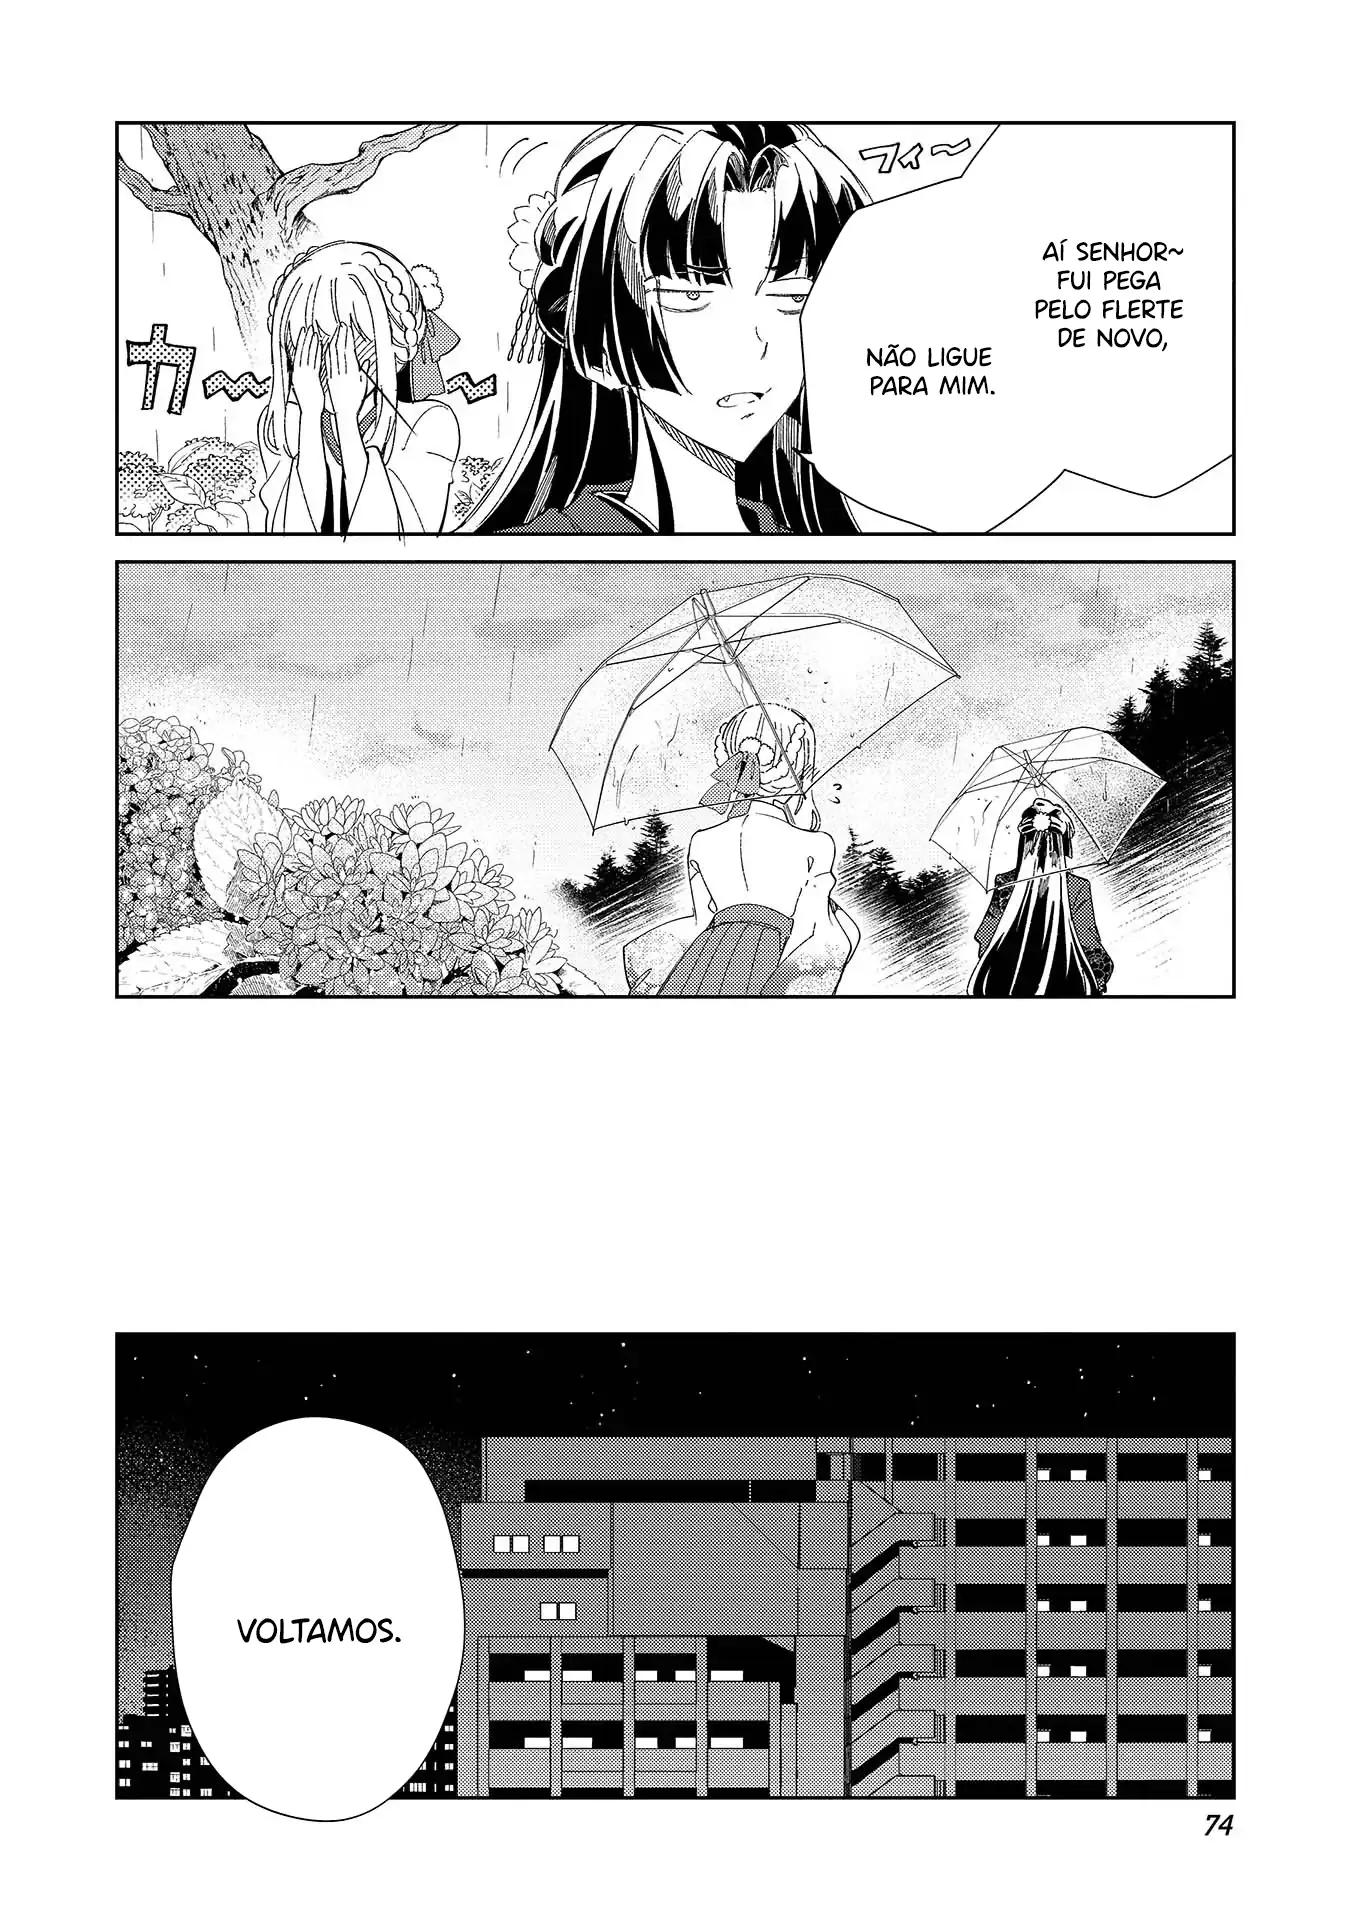 フィ〜
AÍ SENHOR~
FUI PEGA
PELO FLERTE
DE NOVO,
NÃO LIGUE
PARA MIM.
カ〜〜
VOLTAMOS.
74